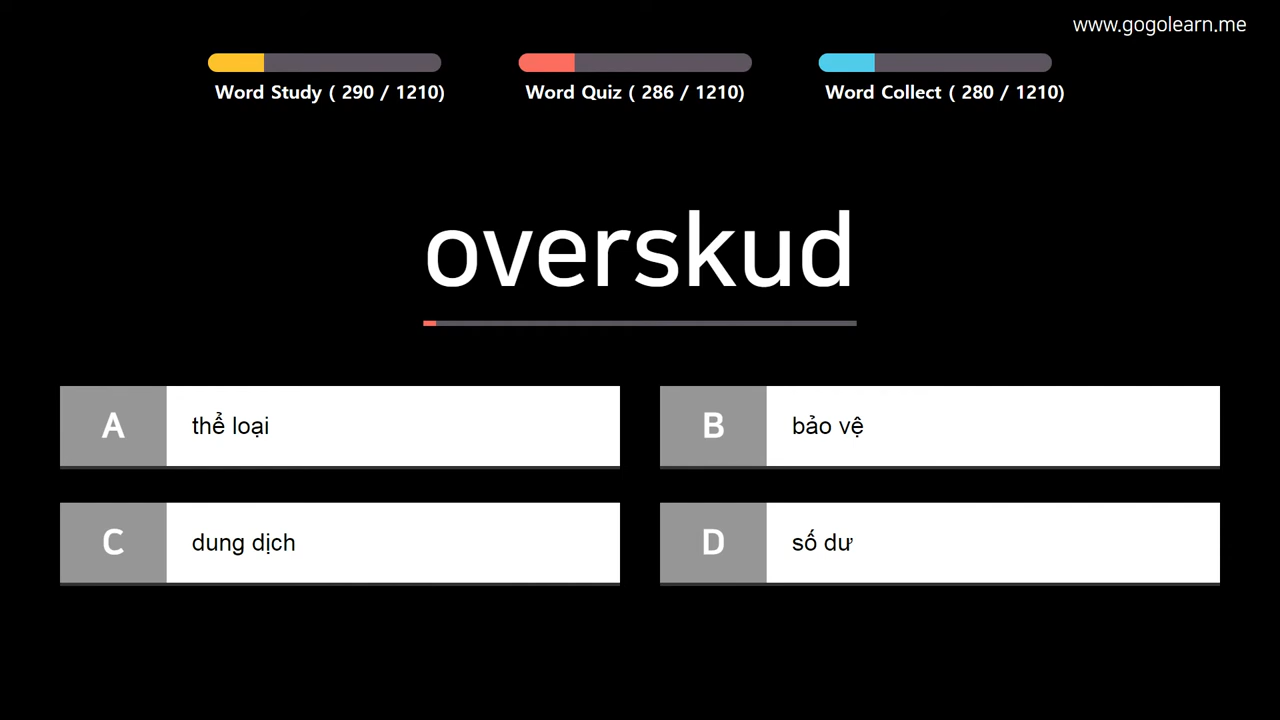 www.gogolearn.me
Word Study ( 290 / 1210)
Word Quiz ( 286 / 1210)
Word Collect ( 280 / 1210)
overskud
A
thể loại
B
bảo vệ
C
dung dịch
D
số dư